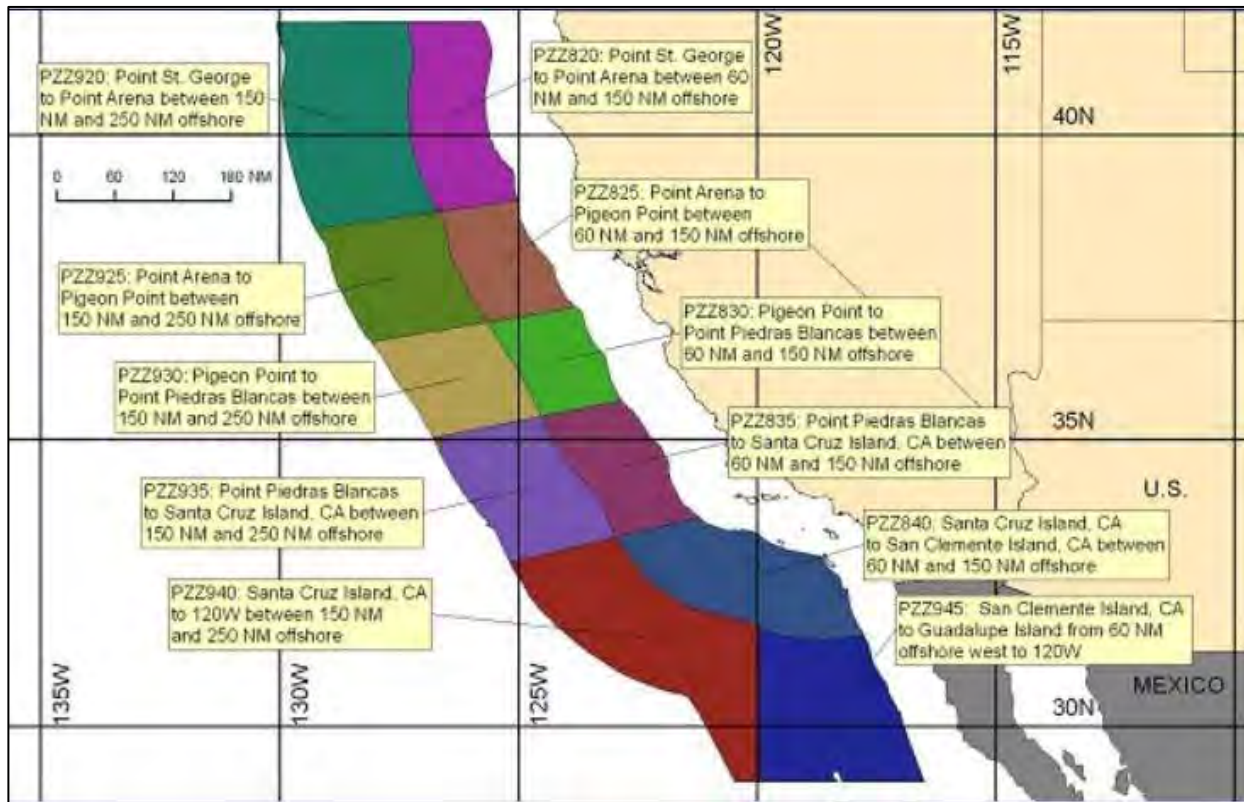 PZZ920: Point St. George
to Point Arena between 150
NM and 250 NM offshore
PZZ820: Point St. George
to Point Arena between 60
NM and 150 NM offshore
120W
115W
40N
0 60 120 180 NM
PZZ825: Point Arena to
Pigeon Point between
60 NM and 150 NM offshore
PZZ925: Point Arena to
Pigeon Point between
150 NM and 250 NM offshore
PZZ830: Pigeon Point to
Point Piedras Blancas between
60 NM and 150 NM offshore
PZZ930: Pigeon Point to
Point Piedras Blancas between
150 NM and 250 NM offshore
35N
PZZ835: Point Piedras Blancas
to Santa Cruz Island, CA between
60 NM and 150 NM offshore
PZZ935: Point Piedras Blancas
to Santa Cruz Island, CA between
150 NM and 250 NM offshore
U.S.
PZZ840: Santa Cruz Island, CA
to San Clemente Island, CA between
60 NM and 150 NM offshore
PZZ940: Santa Cruz Island, CA
to 120W between 150 NM
and 250 NM offshore
PZZ945: San Clemente Island, CA
to Guadalupe Island from 60 NM
offshore west to 120W
MEXICO
135W
130W
125W
30N